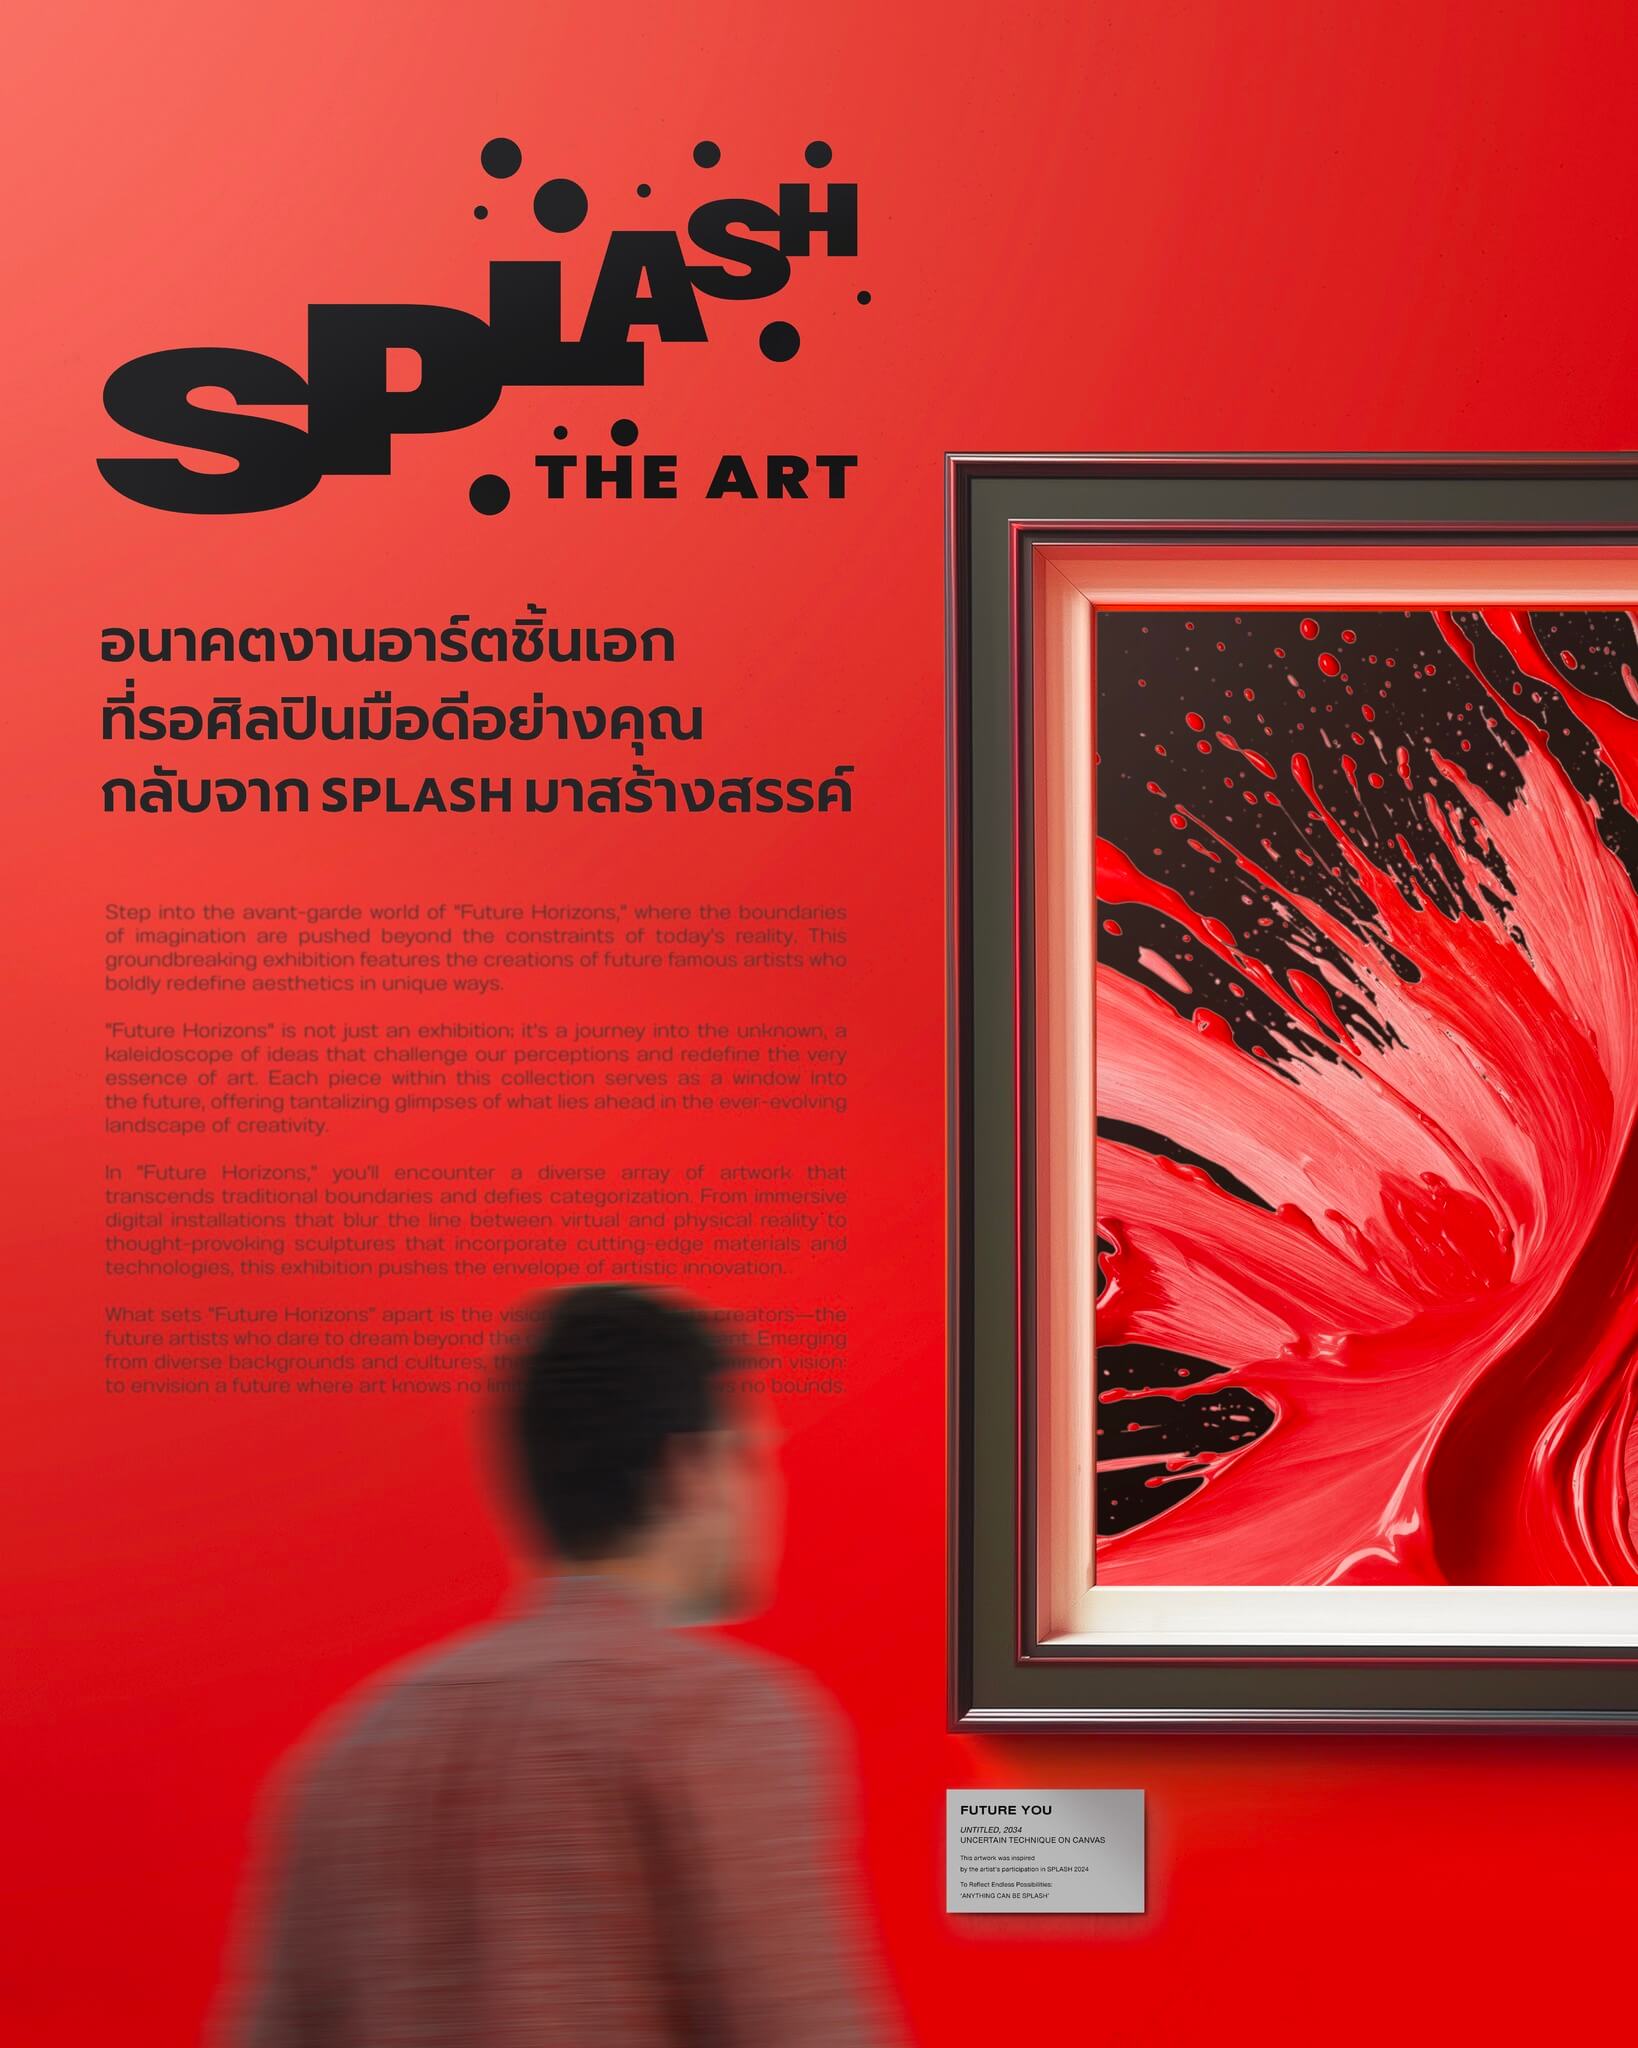 SPLASH
THE ART
อนาคตงานอาร์ตชิ้นเอก
ที่รอศิลปินมือดีอย่างคุณ
กลับจาก SPLASH มาสร้างสรรค์
Step into the avant-garde world of "Future Horizons," where the boundaries
of imagination are pushed beyond the constraints of today's reality. This
groundbreaking exhibition features the creations of future famous artists who
boldly redefine aesthetics in unique ways.
"Future Horizons" is not just an exhibition; it's a journey into the unknown, a
kaleidoscope of ideas that challenge our perceptions and redefine the very
essence of art. Each piece within this collection serves as a window into
the future, offering tantalizing glimpses of what lies ahead in the ever-evolving
landscape of creativity.
In "Future Horizons," you'll encounter a diverse array of artwork that
transcends traditional boundaries and defies categorization. From immersive
digital installations that blur the line between virtual and physical reality to
thought-provoking sculptures that incorporate cutting-edge materials and
technologies, this exhibition pushes the envelope of artistic innovation.
What sets "Future Horizons" apart is the creators—the
future artists who dare to dream beyond the Emerging
from diverse backgrounds and cultures, vision:
to envision a future where art knows no no bounds.
FUTURE YOU
UNTITLED, 2034
UNCERTAIN TECHNIQUE ON CANVAS
This artwork was inspired
by the artist's participation in SPLASH 2024
To Reflect Endless Possibilities:
'ANYTHING CAN BE SPLASH'